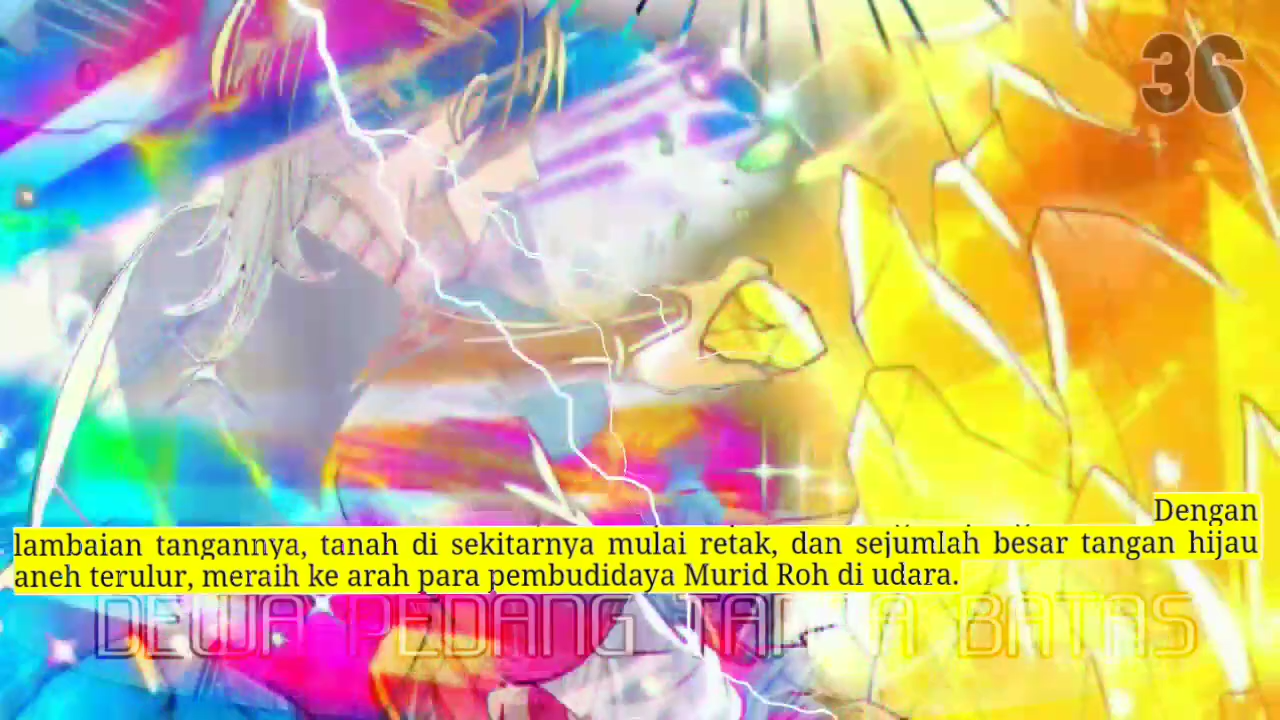 36
Dengan
lambaian tangannya, tanah di sekitarnya mulai retak, dan sejumlah besar tangan hijau
aneh terulur, meraih ke arah para pembudidaya Murid Roh di udara.
DEWA PEDANG TANPA BATAS